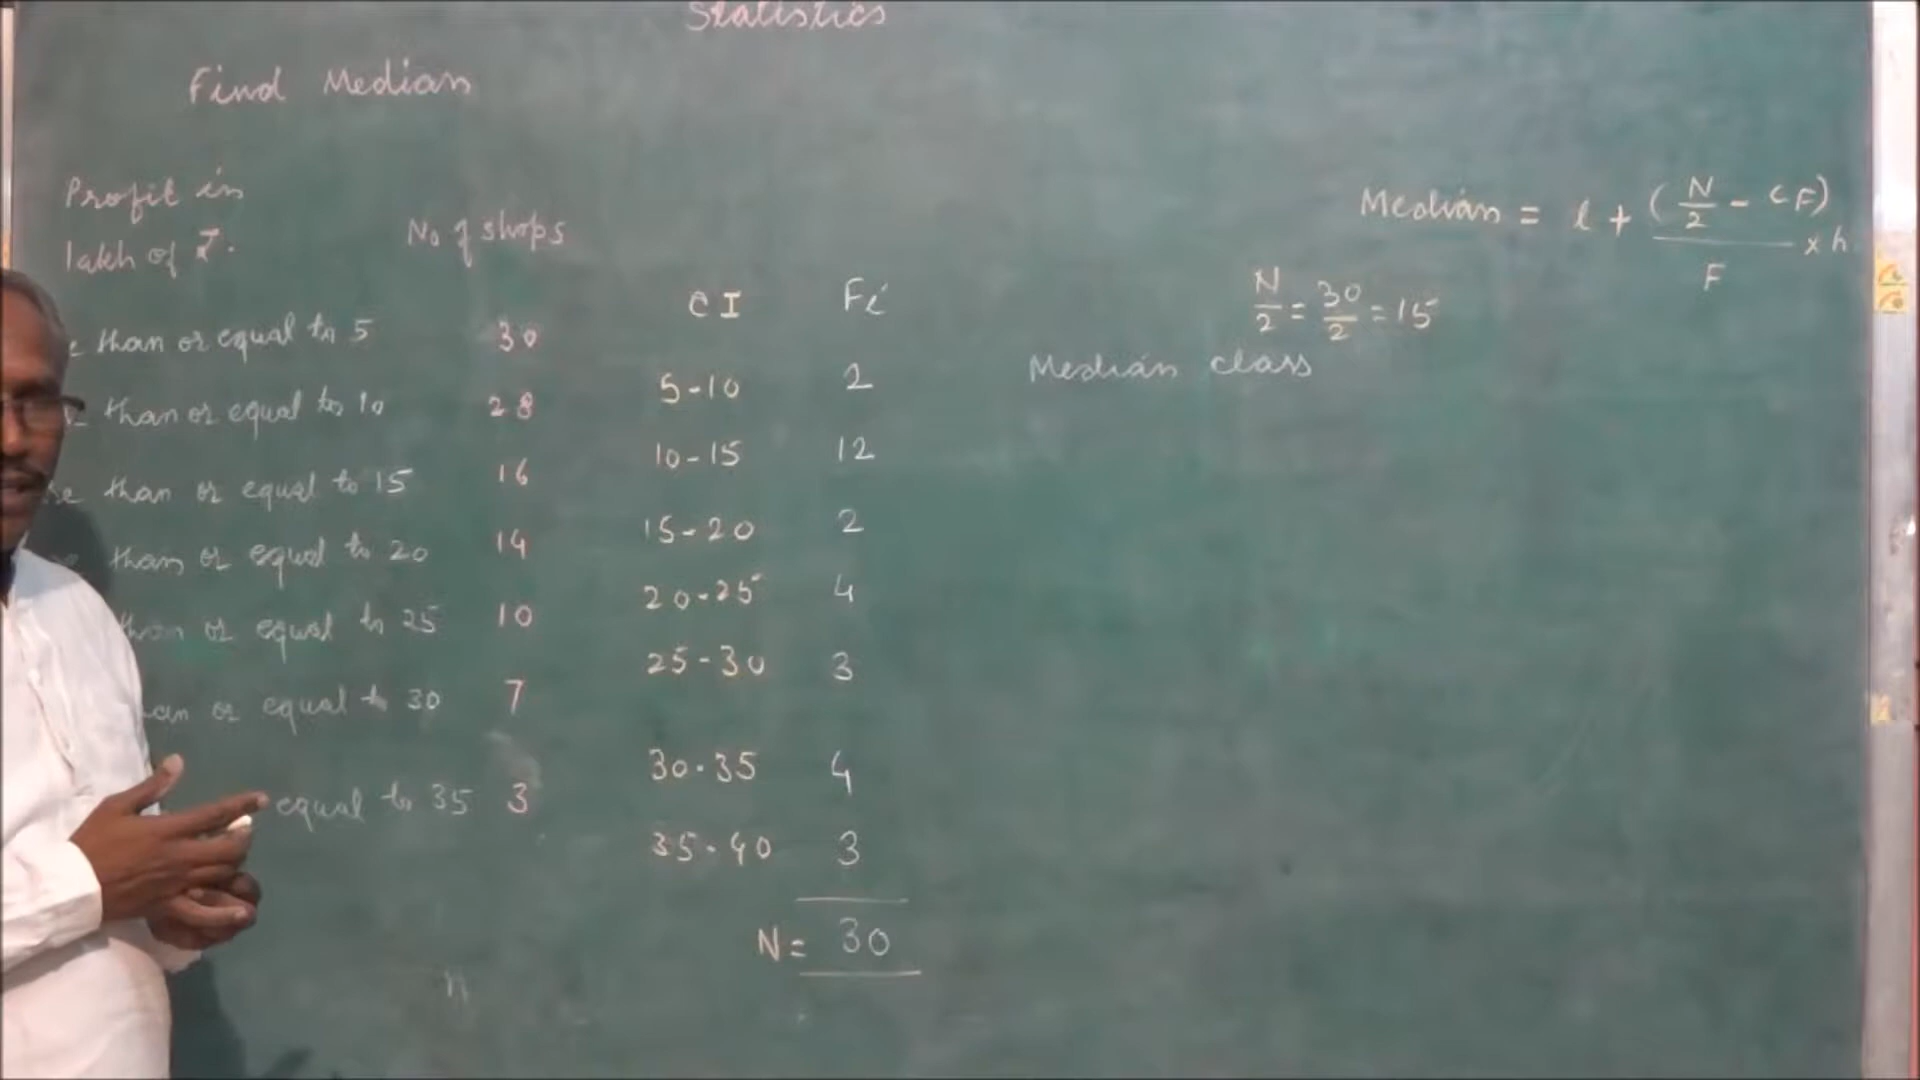 Statistics
Find Median
Profit in
lakh of ₹.
No of shops
CI Fi
than or equal to 5 30
than or equal to 10 28
than or equal to 15 16
than or equal to 20 14
than or equal to 25 10
or equal to 30 7
equal to 35 3
5-10 2
10-15 12
15-20 2
20-25 4
25-30 3
30-35 4
35-40 3
N = 30
Median = l + (N/2 - CF)/F × h
N/2 = 30/2 = 15
Median class